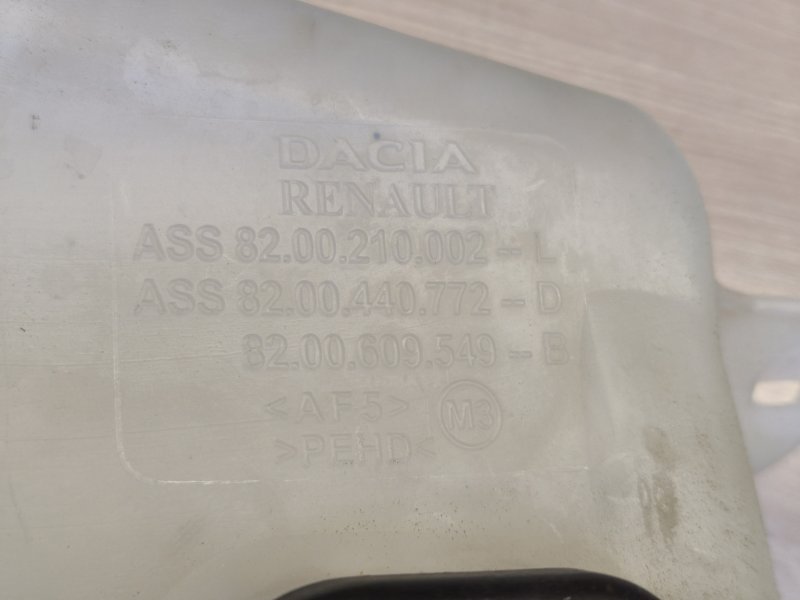 DACIA
RENAULT
ASS 82.00.210.002-L
ASS 82.00.440.772-D
82.00.609.549-B
<AF5> M3
>PEHD<